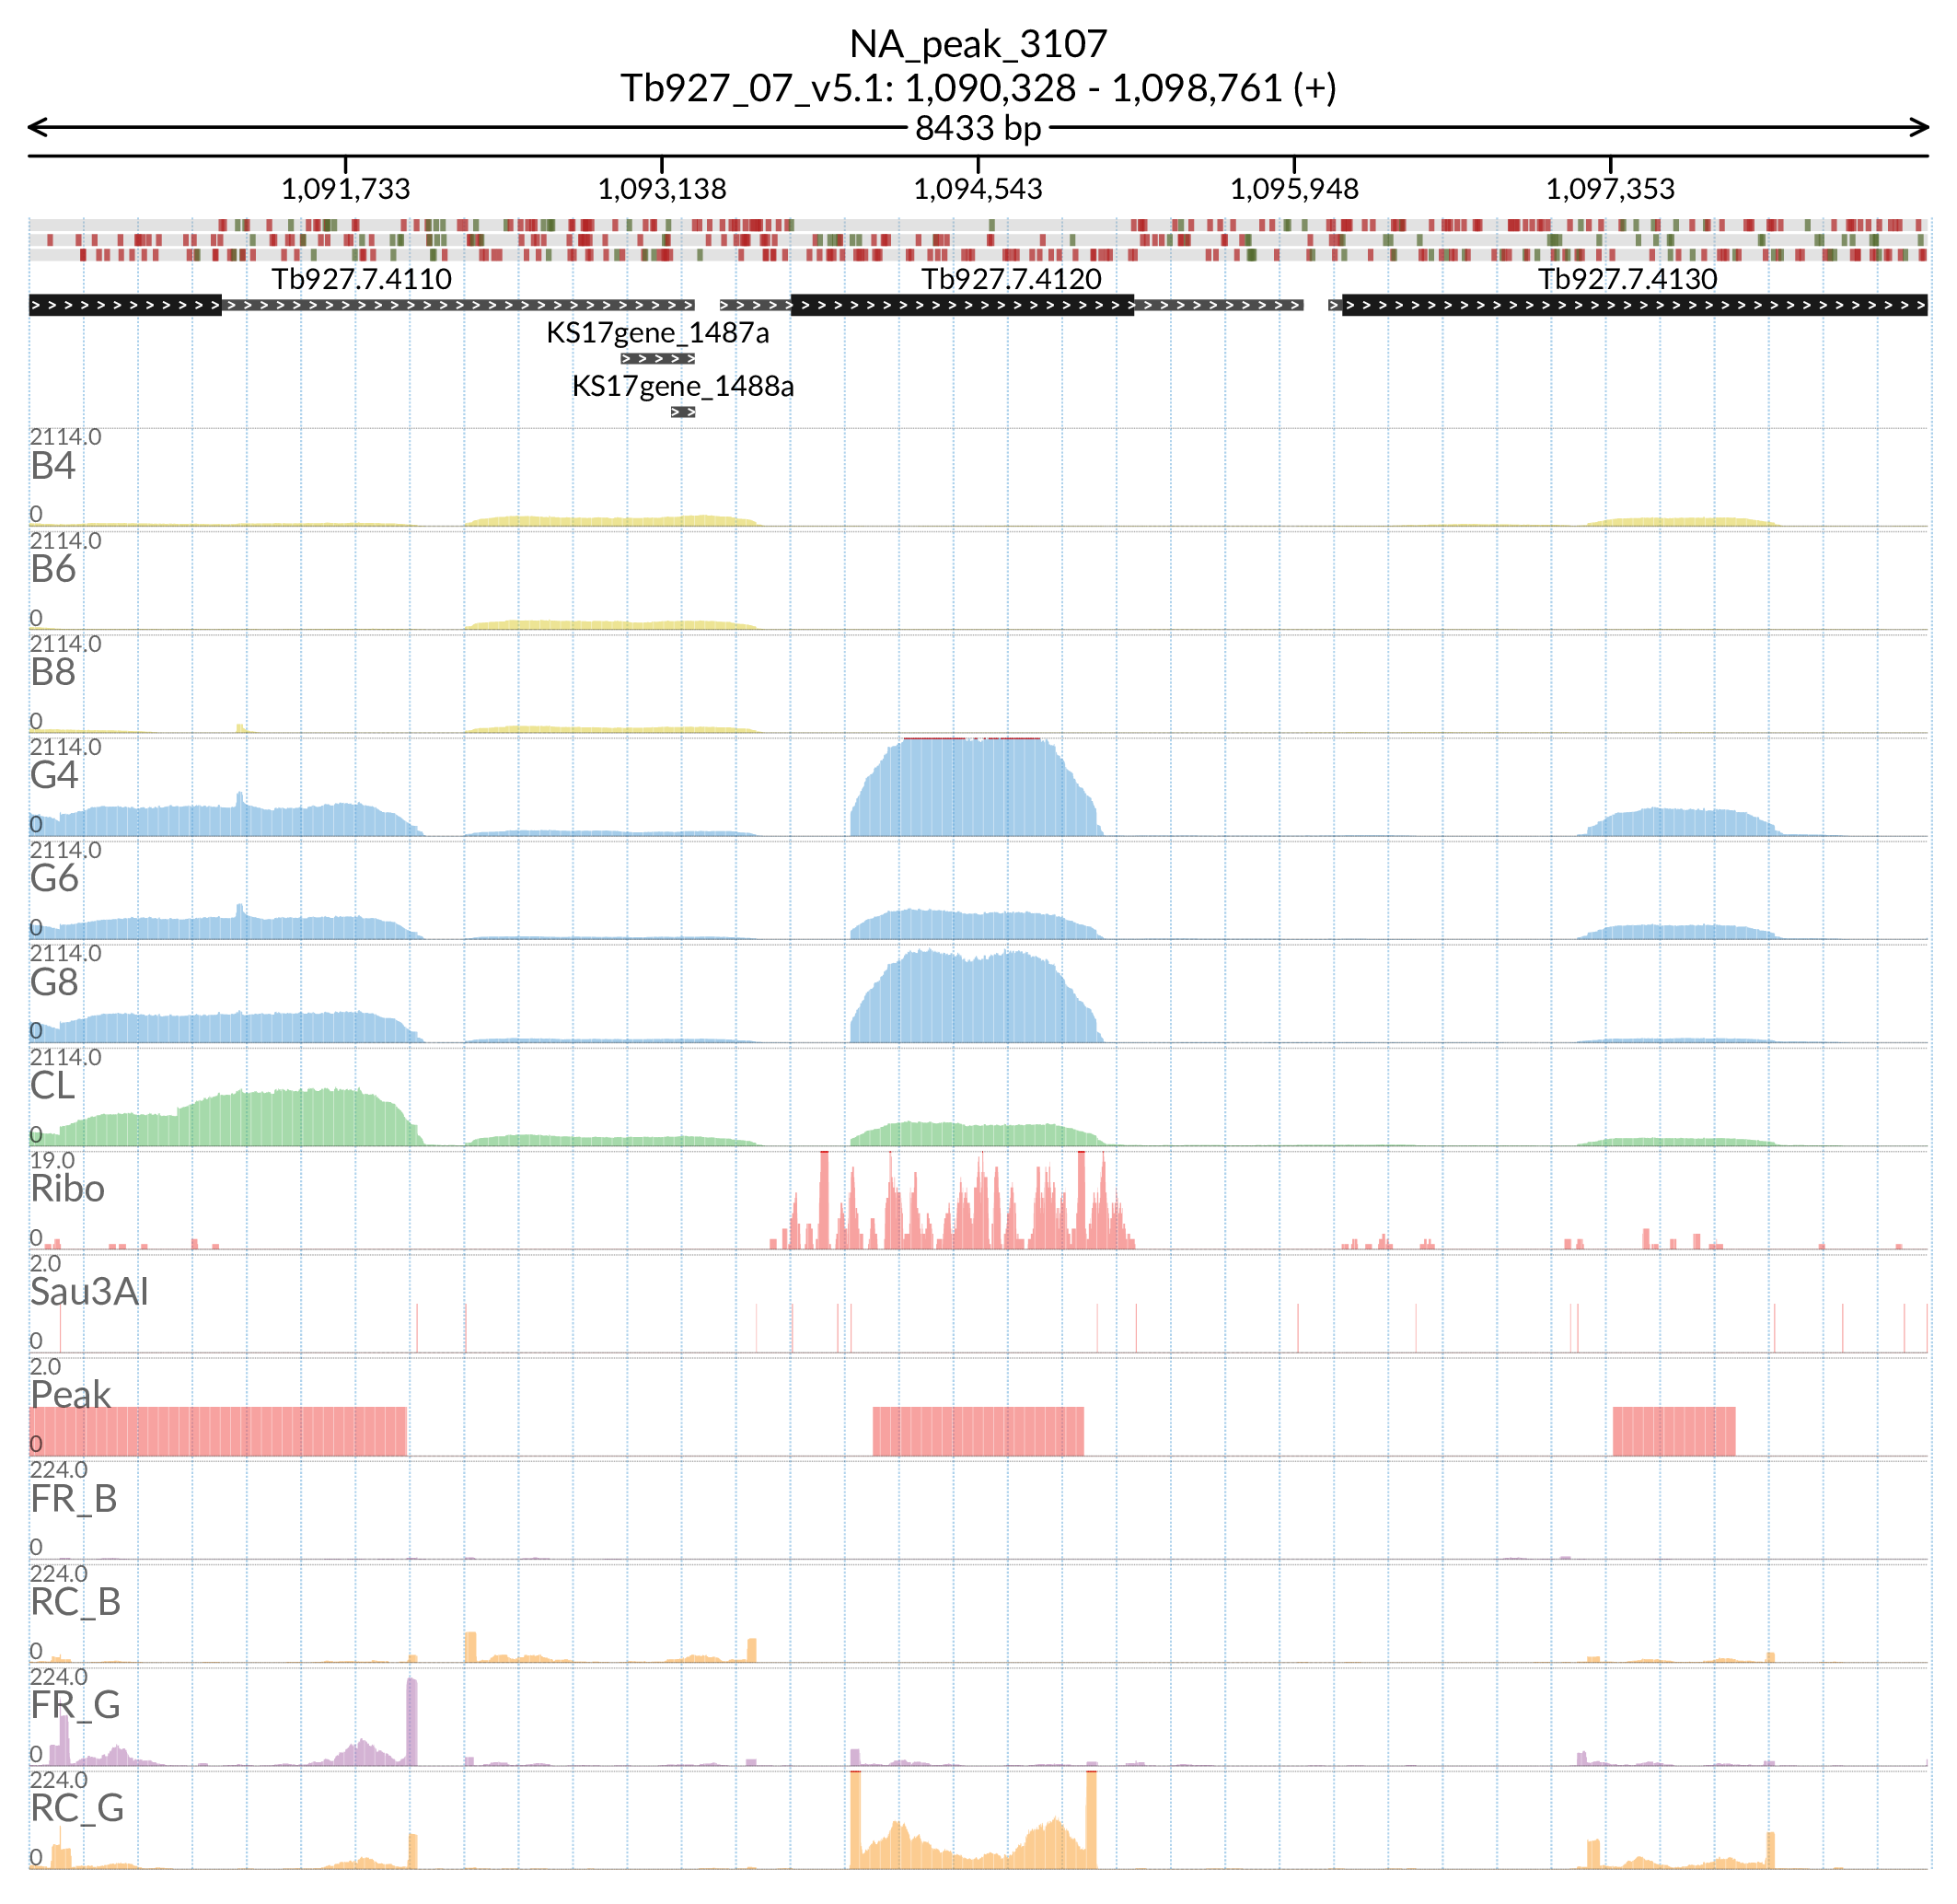 NA_peak_3107
Tb927_07_v5.1: 1,090,328 - 1,098,761 (+)
8433 bp
1,091,733 1,093,138 1,094,543 1,095,948 1,097,353
Tb927.7.4110 Tb927.7.4120 Tb927.7.4130
KS17gene_1487a
KS17gene_1488a
2114.0
B4
0
2114.0
B6
0
2114.0
B8
0
2114.0
G4
0
2114.0
G6
0
2114.0
G8
0
2114.0
CL
0
19.0
Ribo
0
2.0
Sau3AI
0
2.0
Peak
0
224.0
FR_B
0
224.0
RC_B
0
224.0
FR_G
0
224.0
RC_G
0